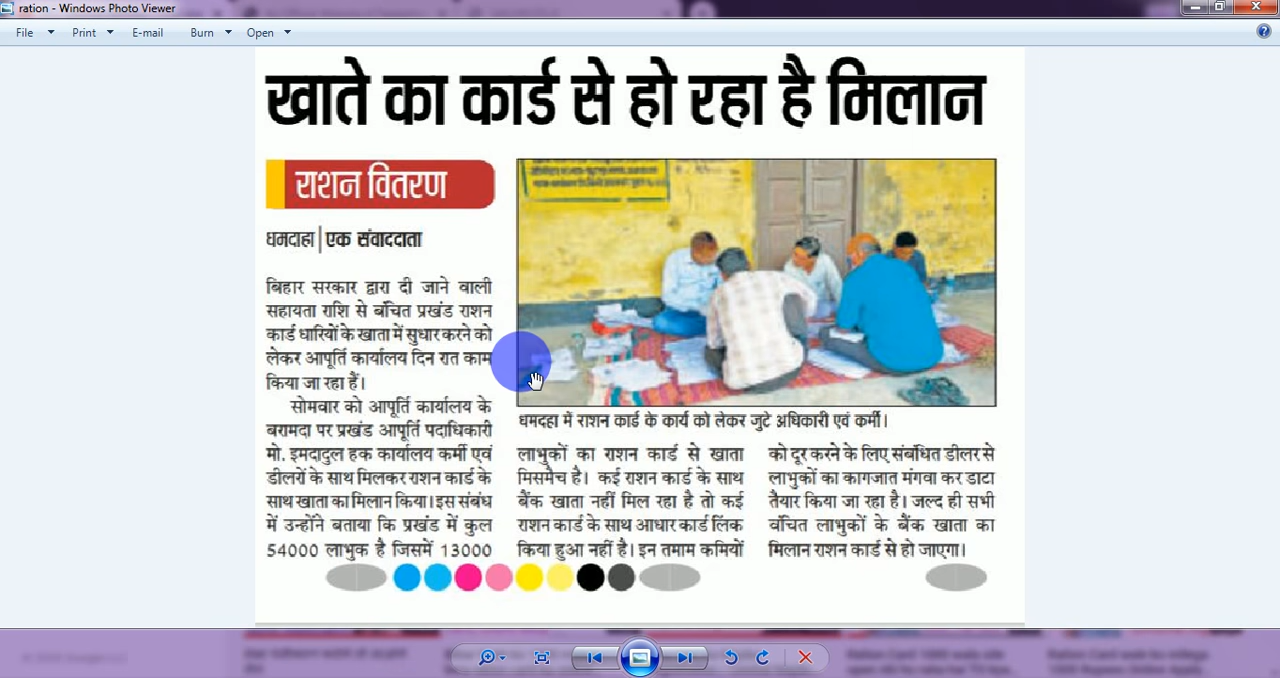 ration - Windows Photo Viewer
File Print E-mail Burn Open
खाते का कार्ड से हो रहा है मिलान
राशन वितरण
धमदाहा | एक संवाददाता
बिहार सरकार द्वारा दी जाने वाली
सहायता राशि से बंचित प्रखंड राशन
कार्ड धारियों के खाता में सुधार करने को
लेकर आपूर्ति कार्यालय दिन रात काम
किया जा रहा हैं।
सोमवार को आपूर्ति कार्यालय के
बरामदा पर प्रखंड आपूर्ति पदाधिकारी
मो. इमदादुल हक कार्यालय कर्मी एवं
डीलरों के साथ मिलकर राशन कार्ड के
साथ खाता का मिलान किया। इस संबंध
में उन्होंने बताया कि प्रखंड में कुल
54000 लाभुक है जिसमें 13000
धमदहा में राशन कार्ड के कार्य को लेकर जुटे अधिकारी एवं कर्मी।
लाभुकों का राशन कार्ड से खाता
मिसमैच है। कई राशन कार्ड के साथ
बैंक खाता नहीं मिल रहा है तो कई
राशन कार्ड के साथ आधार कार्ड लिंक
किया हुआ नहीं है। इन तमाम कमियों
को दूर करने के लिए संबंधित डीलर से
लाभुकों का कागजात मंगवा कर डाटा
तैयार किया जा रहा है। जल्द ही सभी
वंचित लाभुकों के बैंक खाता का
मिलान राशन कार्ड से हो जाएगा।